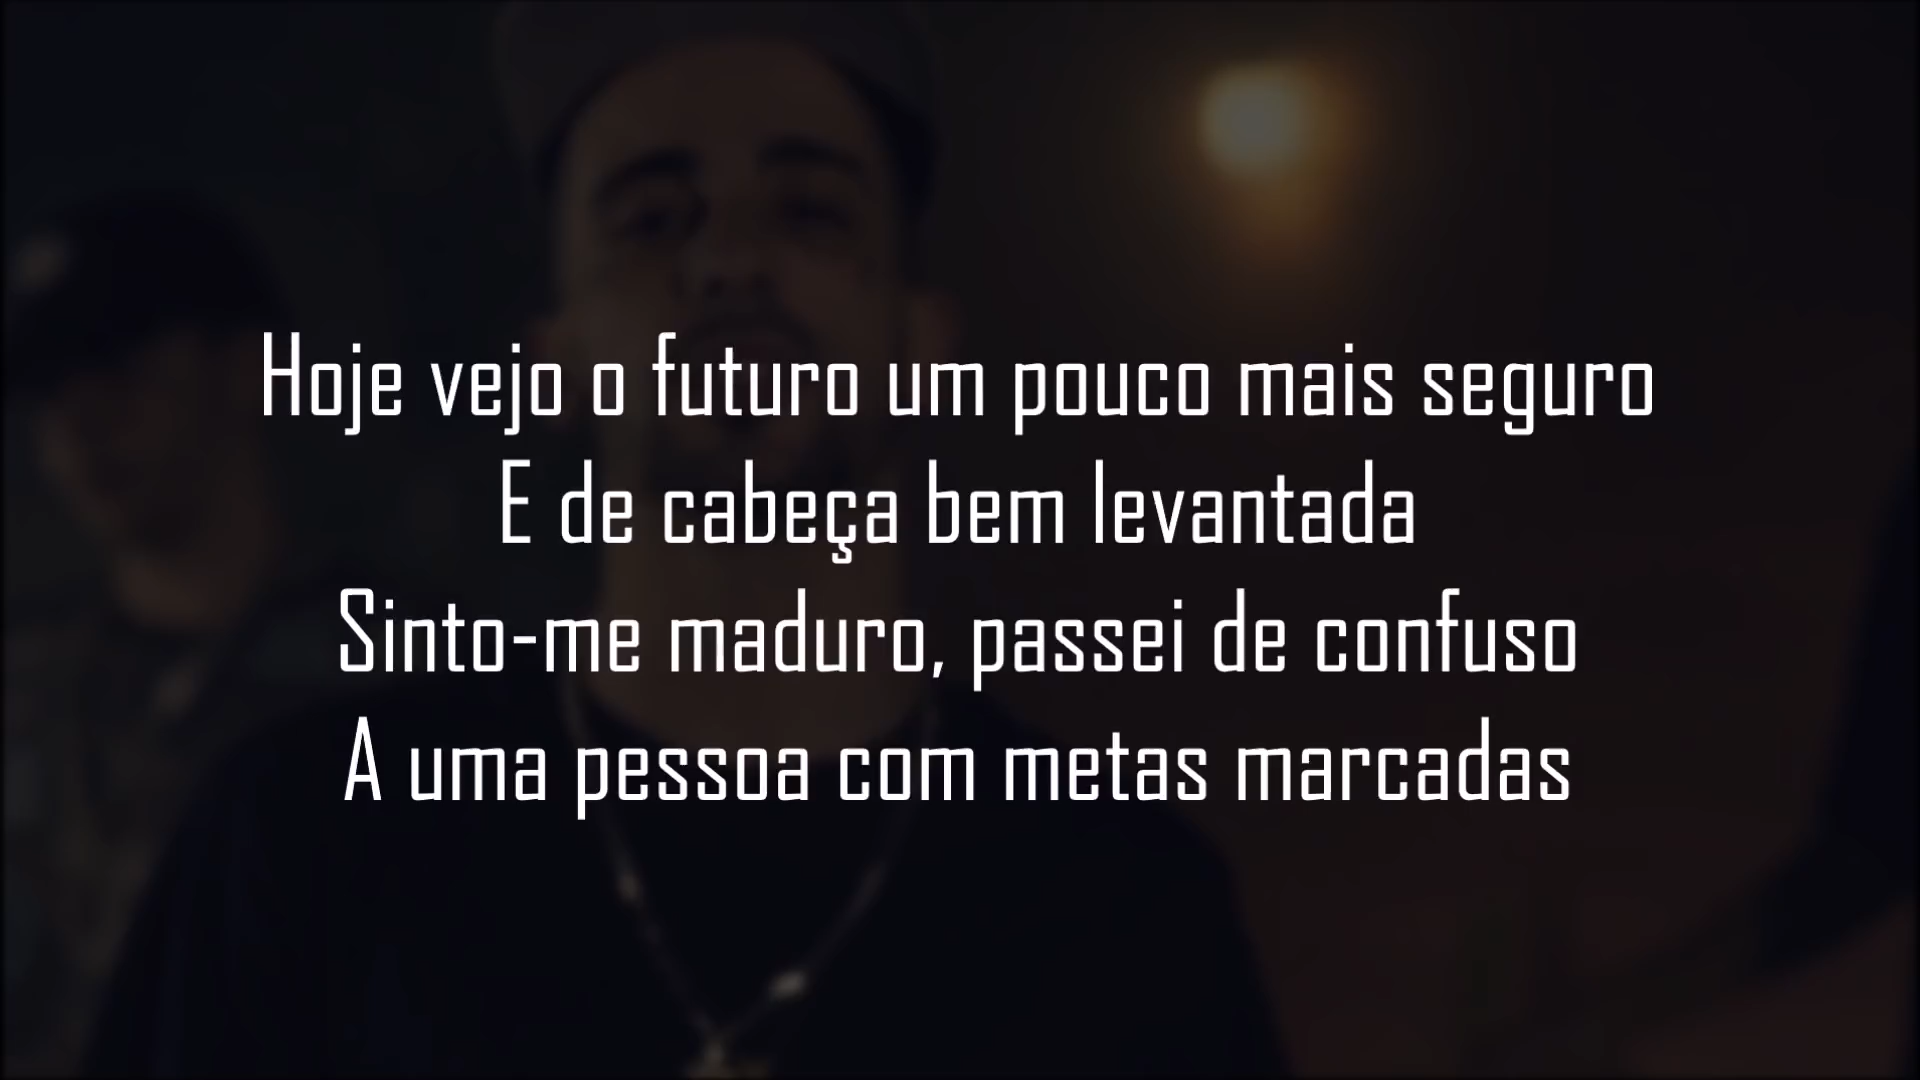 Hoje vejo o futuro um pouco mais seguro
E de cabeça bem levantada
Sinto-me maduro, passei de confuso
A uma pessoa com metas marcadas